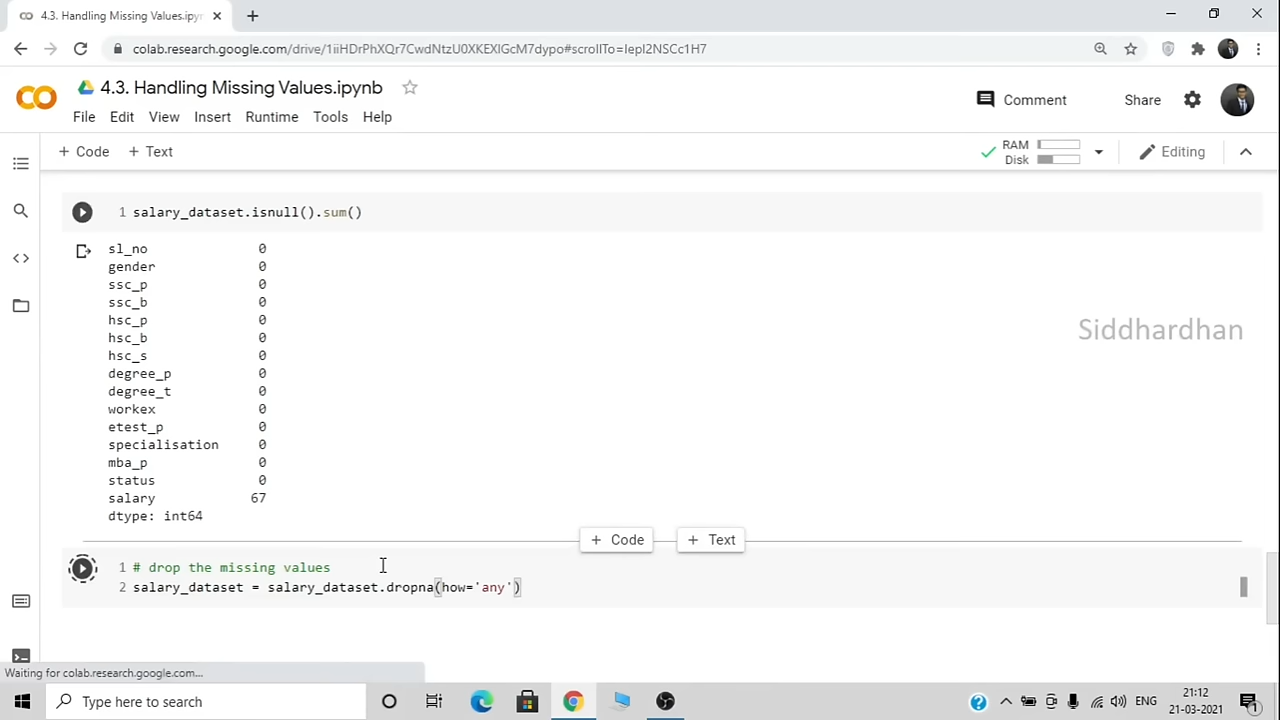 4.3. Handling Missing Values.ipyn
colab.research.google.com/drive/1iiHDrPhXQr7CwdNtzU0XKEXlGcM7dypo#scrollTo=Iepl2NSCc1H7
4.3. Handling Missing Values.ipynb
File Edit View Insert Runtime Tools Help
Comment Share
+ Code + Text
RAM
Disk
Editing
1 salary_dataset.isnull().sum()
sl_no 0
gender 0
ssc_p 0
ssc_b 0
hsc_p 0
hsc_b 0
hsc_s 0
degree_p 0
degree_t 0
workex 0
etest_p 0
specialisation 0
mba_p 0
status 0
salary 67
dtype: int64
Siddhardhan
+ Code + Text
1 # drop the missing values
2 salary_dataset = salary_dataset.dropna(how='any')
Waiting for colab.research.google.com...
Type here to search
ENG
21:12
21-03-2021